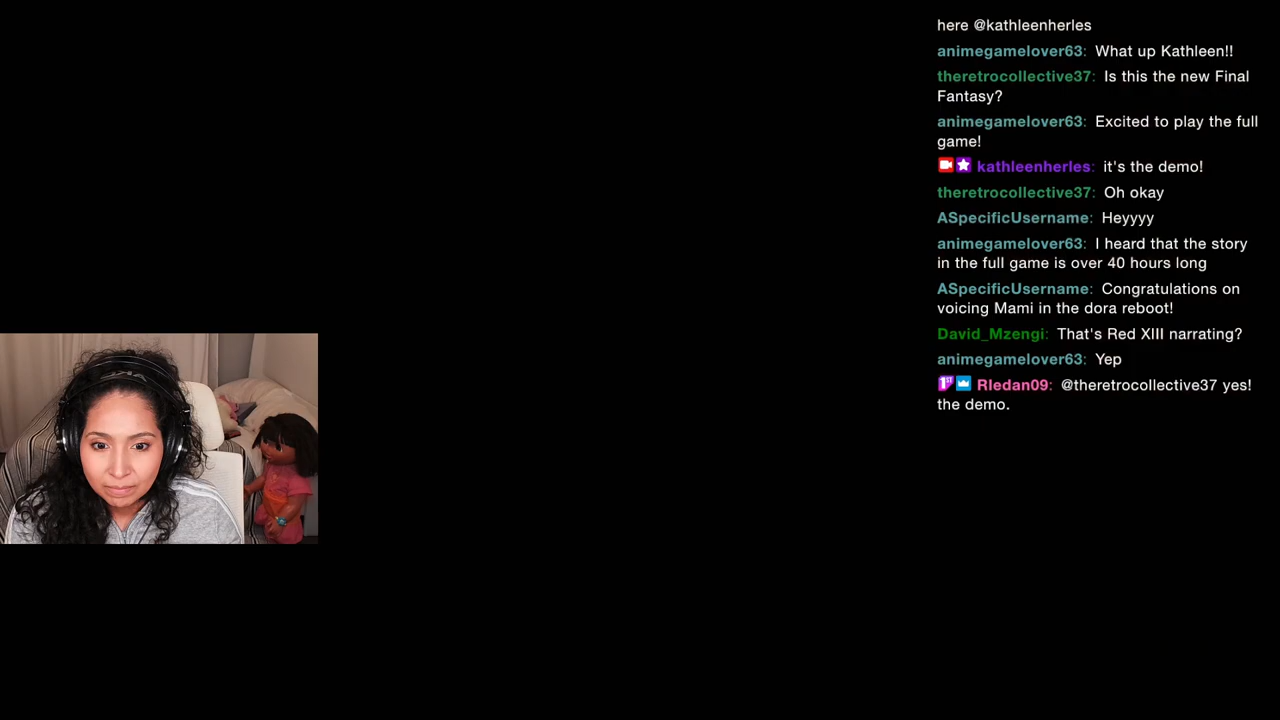 here @kathleenherles
animegamelover63: What up Kathleen!!
theretrocollective37: Is this the new Final
Fantasy?
animegamelover63: Excited to play the full
game!
kathleenherles: it's the demo!
theretrocollective37: Oh okay
ASpecificUsername: Heyyyy
animegamelover63: I heard that the story
in the full game is over 40 hours long
ASpecificUsername: Congratulations on
voicing Mami in the dora reboot!
David_Mzengi: That's Red XIII narrating?
animegamelover63: Yep
1ST Rledan09: @theretrocollective37 yes!
the demo.